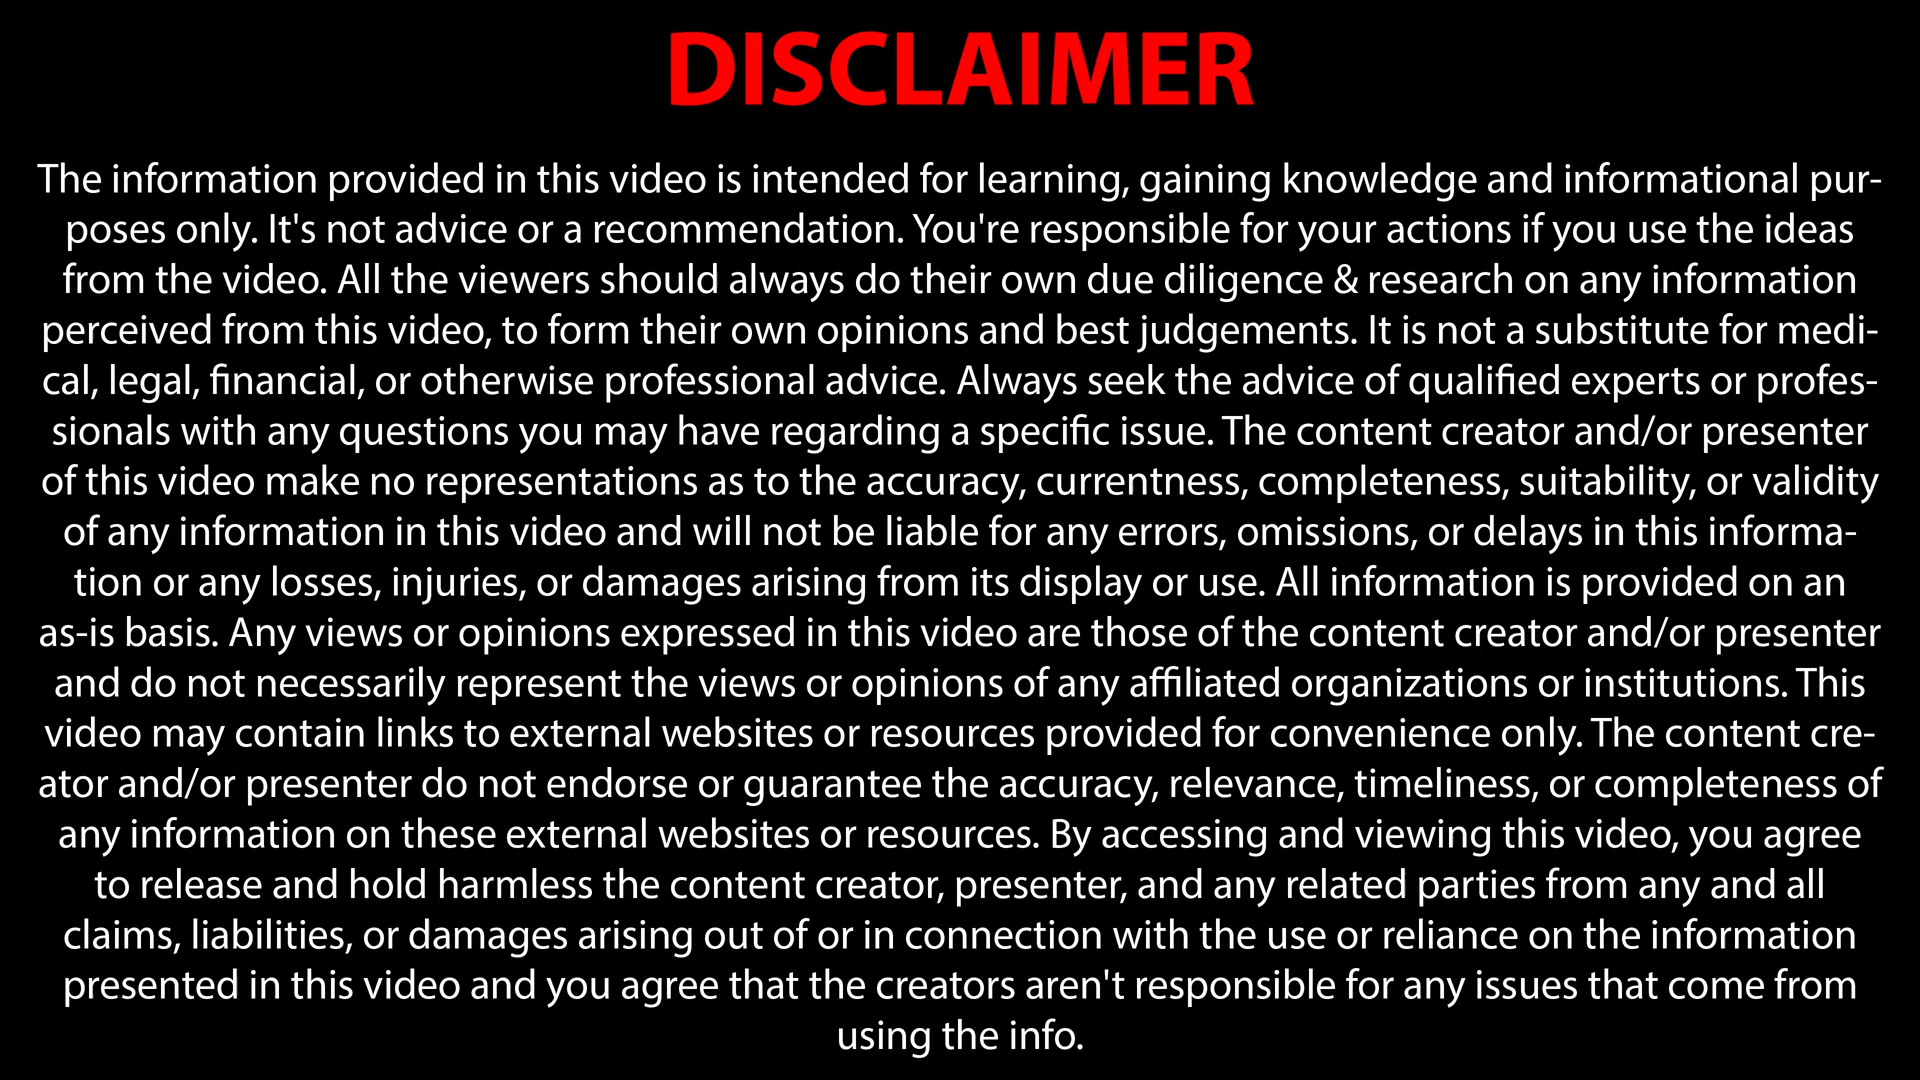 DISCLAIMER
The information provided in this video is intended for learning, gaining knowledge and informational pur-
poses only. It's not advice or a recommendation. You're responsible for your actions if you use the ideas
from the video. All the viewers should always do their own due diligence & research on any information
perceived from this video, to form their own opinions and best judgements. It is not a substitute for medi-
cal, legal, financial, or otherwise professional advice. Always seek the advice of qualified experts or profes-
sionals with any questions you may have regarding a specific issue. The content creator and/or presenter
of this video make no representations as to the accuracy, currentness, completeness, suitability, or validity
of any information in this video and will not be liable for any errors, omissions, or delays in this informa-
tion or any losses, injuries, or damages arising from its display or use. All information is provided on an
as-is basis. Any views or opinions expressed in this video are those of the content creator and/or presenter
and do not necessarily represent the views or opinions of any affiliated organizations or institutions. This
video may contain links to external websites or resources provided for convenience only. The content cre-
ator and/or presenter do not endorse or guarantee the accuracy, relevance, timeliness, or completeness of
any information on these external websites or resources. By accessing and viewing this video, you agree
to release and hold harmless the content creator, presenter, and any related parties from any and all
claims, liabilities, or damages arising out of or in connection with the use or reliance on the information
presented in this video and you agree that the creators aren't responsible for any issues that come from
using the info.